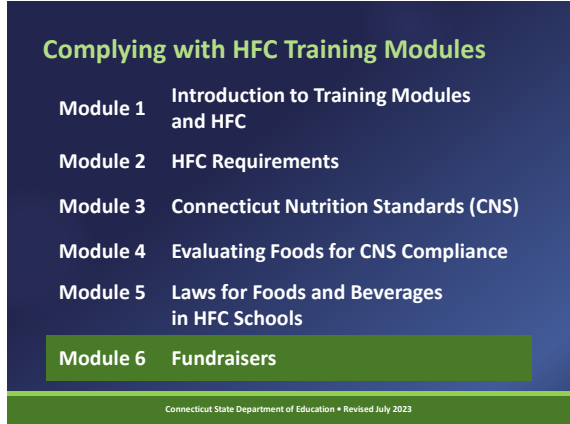 Complying with HFC Training Modules
Module 1 Introduction to Training Modules
and HFC
Module 2 HFC Requirements
Module 3 Connecticut Nutrition Standards (CNS)
Module 4 Evaluating Foods for CNS Compliance
Module 5 Laws for Foods and Beverages
in HFC Schools
Module 6 Fundraisers
Connecticut State Department of Education • Revised July 2023